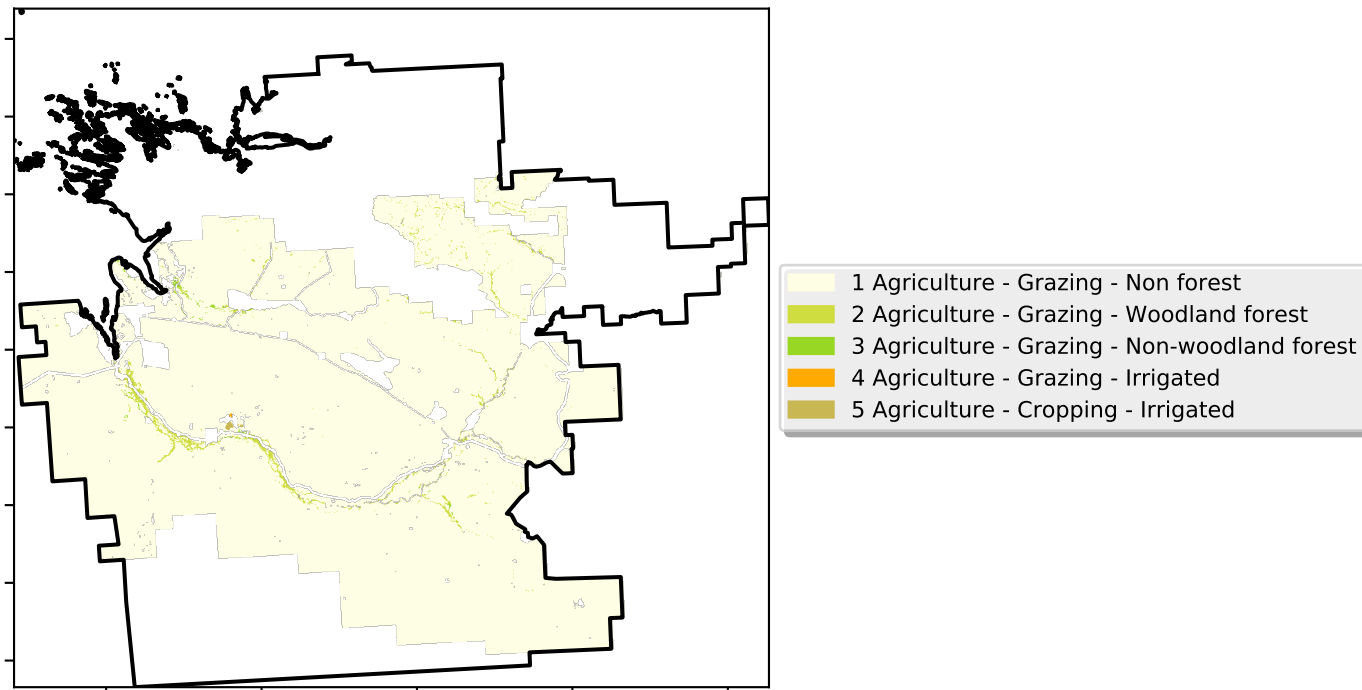 1 Agriculture - Grazing - Non forest
2 Agriculture - Grazing - Woodland forest
3 Agriculture - Grazing - Non-woodland forest
4 Agriculture - Grazing - Irrigated
5 Agriculture - Cropping - Irrigated